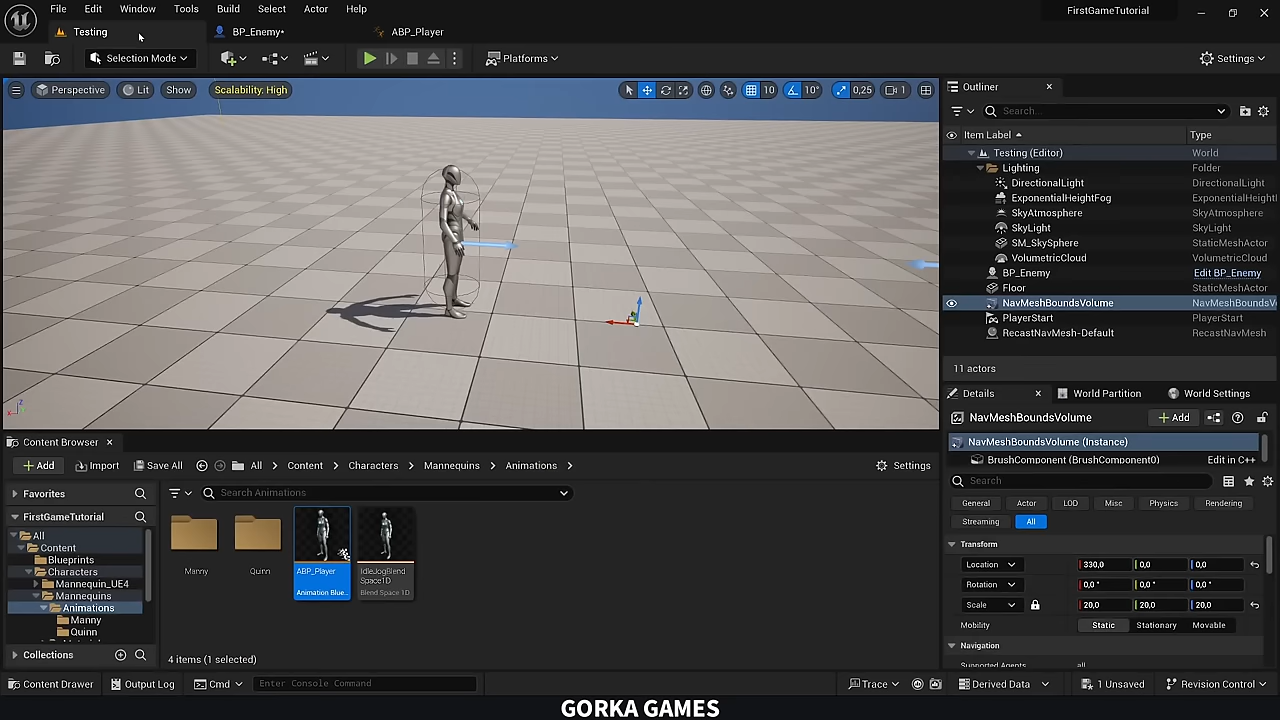 File Edit Window Tools Build Select Actor Help
FirstGameTutorial
Testing
BP_Enemy*
ABP_Player
Selection Mode
Platforms
Settings
Perspective
Lit
Show
Scalability: High
10
10°
0,25
1
Outliner
Search...
Item Label
Type
Testing (Editor) World
Lighting Folder
DirectionalLight DirectionalLight
ExponentialHeightFog ExponentialHeight
SkyAtmosphere SkyAtmosphere
SkyLight SkyLight
SM_SkySphere StaticMeshActor
VolumetricCloud VolumetricCloud
BP_Enemy Edit BP_Enemy
Floor StaticMeshActor
NavMeshBoundsVolume NavMeshBoundsV
PlayerStart PlayerStart
RecastNavMesh-Default RecastNavMesh
11 actors
Details
World Partition
World Settings
NavMeshBoundsVolume
Add
NavMeshBoundsVolume (Instance)
BrushComponent (BrushComponent0) Edit in C++
Search
General Actor LOD Misc Physics Rendering
Streaming All
Transform
Location 330,0 0,0 0,0
Rotation 0,0 ° 0,0 ° 0,0 °
Scale 20,0 20,0 20,0
Mobility Static Stationary Movable
Navigation
Supported Agents all
Content Browser
Add
Import
Save All
All
Content
Characters
Mannequins
Animations
Settings
Favorites
FirstGameTutorial
All
Content
Blueprints
Characters
Mannequin_UE4
Mannequins
Animations
Manny
Quinn
Collections
Search Animations
Manny
Quinn
ABP_Player
Animation Blue...
IdleJogBlend
Space1D
Blend Space 1D
4 items (1 selected)
Content Drawer
Output Log
Cmd
Enter Console Command
Trace
Derived Data
1 Unsaved
Revision Control
GORKA GAMES